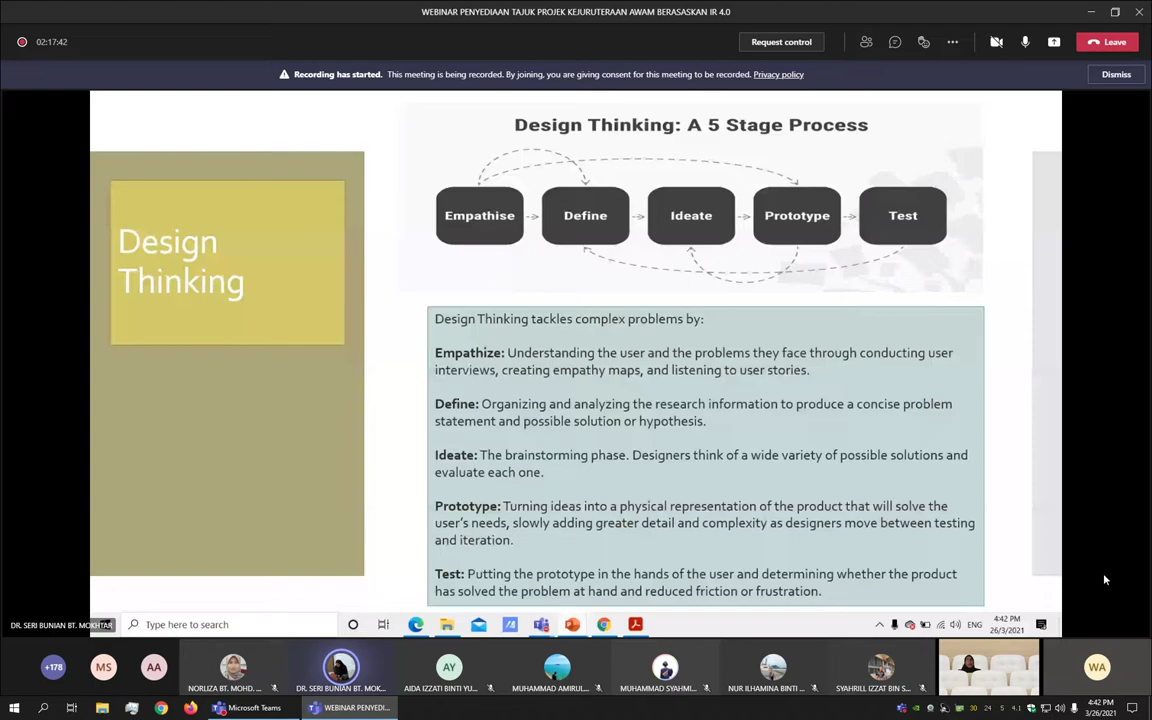 WEBINAR PENYEDIAAN TAJUK PROJEK KEJURUTERAAN AWAM BERASASKAN IR 4.0
02:17:42
Request control
Leave
Recording has started. This meeting is being recorded. By joining, you are giving consent for this meeting to be recorded. Privacy policy
Dismiss
Design Thinking: A 5 Stage Process
Empathise
Define
Ideate
Prototype
Test
Design
Thinking
Design Thinking tackles complex problems by:
Empathize: Understanding the user and the problems they face through conducting user
interviews, creating empathy maps, and listening to user stories.
Define: Organizing and analyzing the research information to produce a concise problem
statement and possible solution or hypothesis.
Ideate: The brainstorming phase. Designers think of a wide variety of possible solutions and
evaluate each one.
Prototype: Turning ideas into a physical representation of the product that will solve the
user's needs, slowly adding greater detail and complexity as designers move between testing
and iteration.
Test: Putting the prototype in the hands of the user and determining whether the product
has solved the problem at hand and reduced friction or frustration.
DR. SERI BUNIAN BT. MOKHTAR
Type here to search
ENG
4:42 PM
26/3/2021
+178
MS
AA
NORLIZA BT. MOHD. ...
DR. SERI BUNIAN BT. MOK...
AY
AIDA IZZATI BINTI YU...
MUHAMMAD AMIRUL...
MUHAMMAD SYAHMI...
NUR ILHAMINA BINTI ...
SYAHRILL IZZAT BIN S...
WA
Microsoft Teams
WEBINAR PENYEDI...
30
24
5
4.1
4:42 PM
3/26/2021